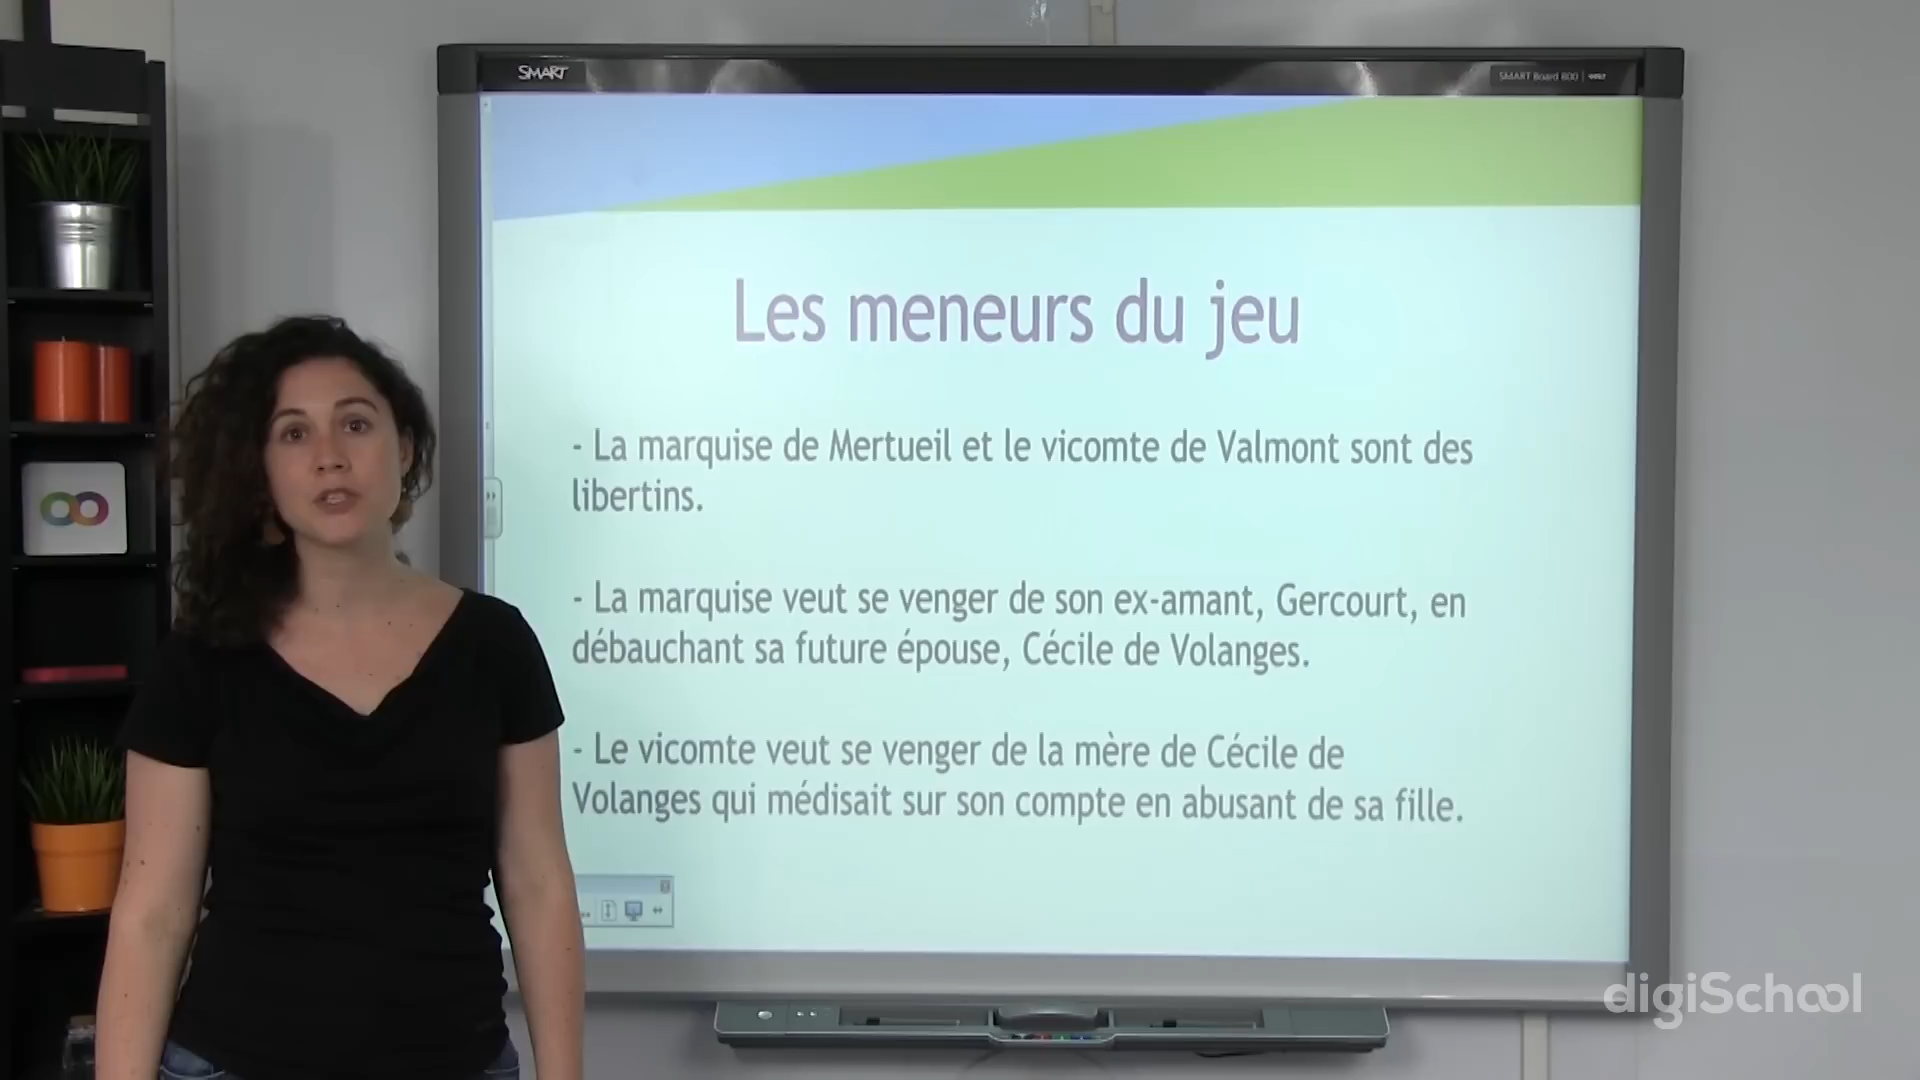 SMART
SMART Board 800
Les meneurs du jeu
- La marquise de Mertueil et le vicomte de Valmont sont des
libertins.
- La marquise veut se venger de son ex-amant, Gercourt, en
débauchant sa future épouse, Cécile de Volanges.
- Le vicomte veut se venger de la mère de Cécile de
Volanges qui médisait sur son compte en abusant de sa fille.
digiSchool